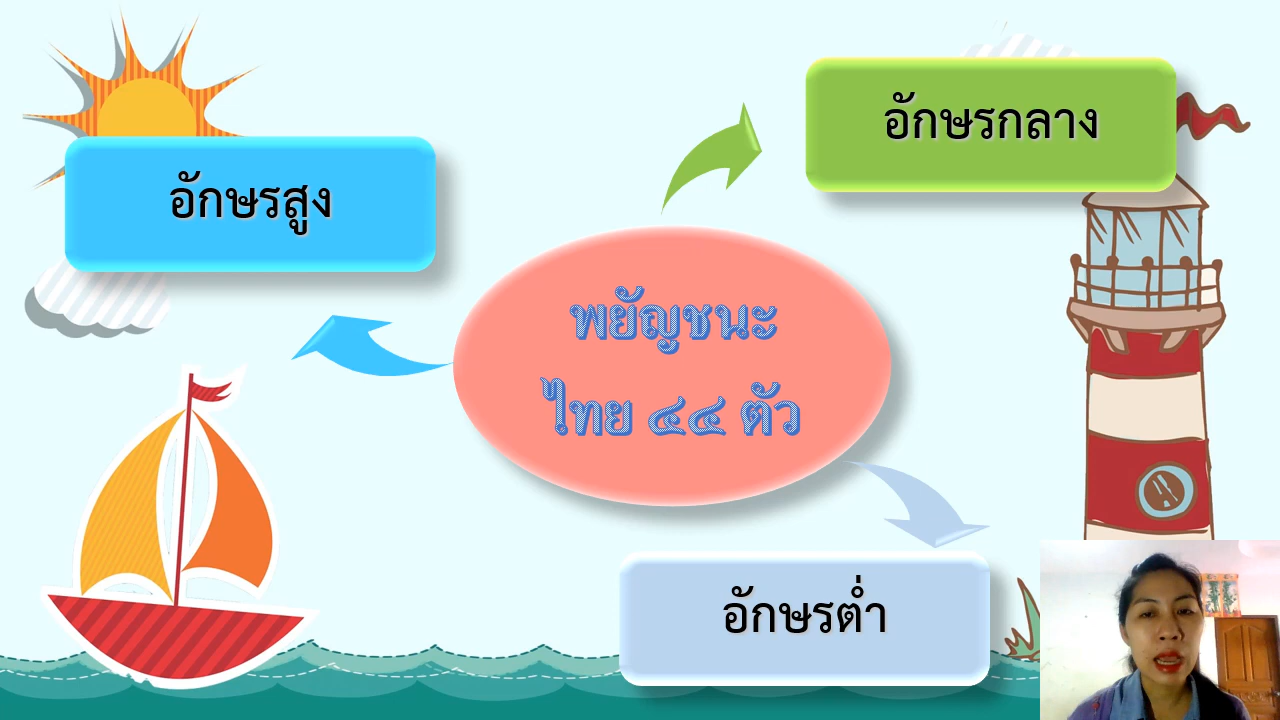 อักษรกลาง
อักษรสูง
พยัญชนะ
ไทย ๔๔ ตัว
อักษรต่ำ